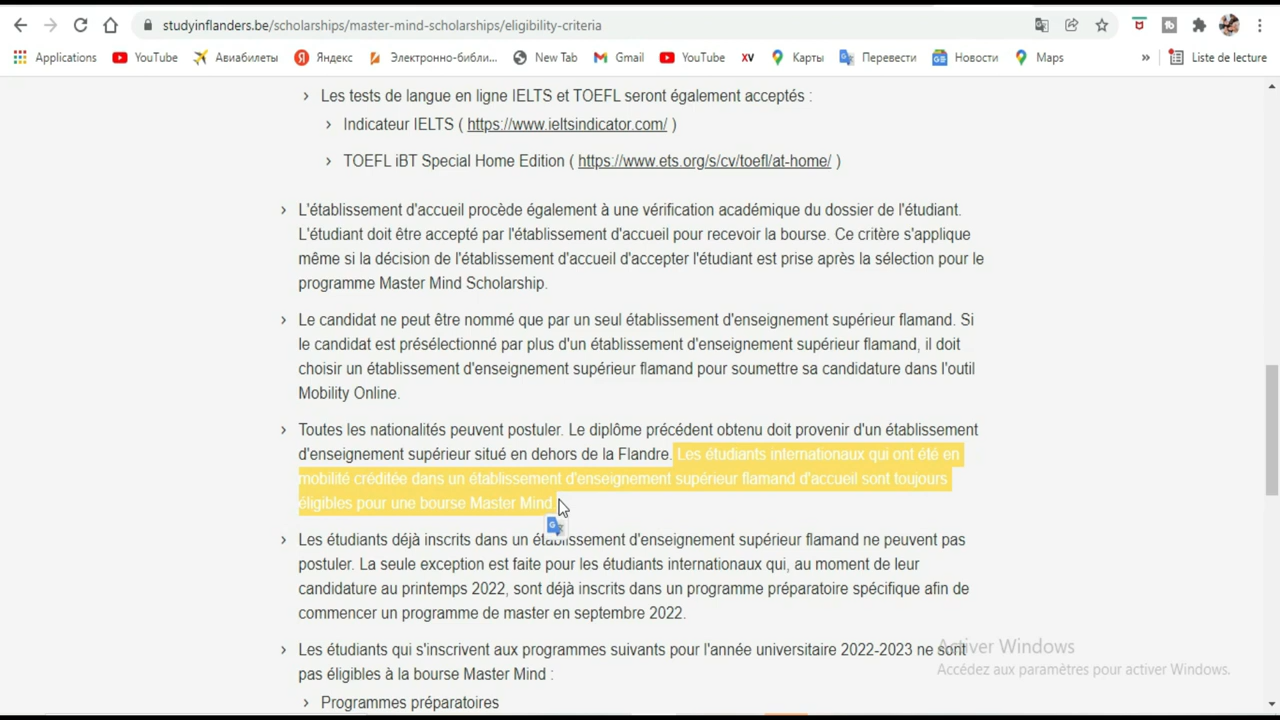 studyinflanders.be/scholarships/master-mind-scholarships/eligibility-criteria
Applications YouTube Авиабилеты Яндекс Электронно-библи... New Tab Gmail YouTube XV Карты Перевести Новости Maps » Liste de lecture
› Les tests de langue en ligne IELTS et TOEFL seront également acceptés :
› Indicateur IELTS ( https://www.ieltsindicator.com/ )
› TOEFL iBT Special Home Edition ( https://www.ets.org/s/cv/toefl/at-home/ )
› L'établissement d'accueil procède également à une vérification académique du dossier de l'étudiant.
L'étudiant doit être accepté par l'établissement d'accueil pour recevoir la bourse. Ce critère s'applique
même si la décision de l'établissement d'accueil d'accepter l'étudiant est prise après la sélection pour le
programme Master Mind Scholarship.
› Le candidat ne peut être nommé que par un seul établissement d'enseignement supérieur flamand. Si
le candidat est présélectionné par plus d'un établissement d'enseignement supérieur flamand, il doit
choisir un établissement d'enseignement supérieur flamand pour soumettre sa candidature dans l'outil
Mobility Online.
› Toutes les nationalités peuvent postuler. Le diplôme précédent obtenu doit provenir d'un établissement
d'enseignement supérieur situé en dehors de la Flandre. Les étudiants internationaux qui ont été en
mobilité créditée dans un établissement d'enseignement supérieur flamand d'accueil sont toujours
éligibles pour une bourse Master Mind
› Les étudiants déjà inscrits dans un établissement d'enseignement supérieur flamand ne peuvent pas
postuler. La seule exception est faite pour les étudiants internationaux qui, au moment de leur
candidature au printemps 2022, sont déjà inscrits dans un programme préparatoire spécifique afin de
commencer un programme de master en septembre 2022.
› Les étudiants qui s'inscrivent aux programmes suivants pour l'année universitaire 2022-2023 ne sont
pas éligibles à la bourse Master Mind :
› Programmes préparatoires
Activer Windows
Accédez aux paramètres pour activer Windows.